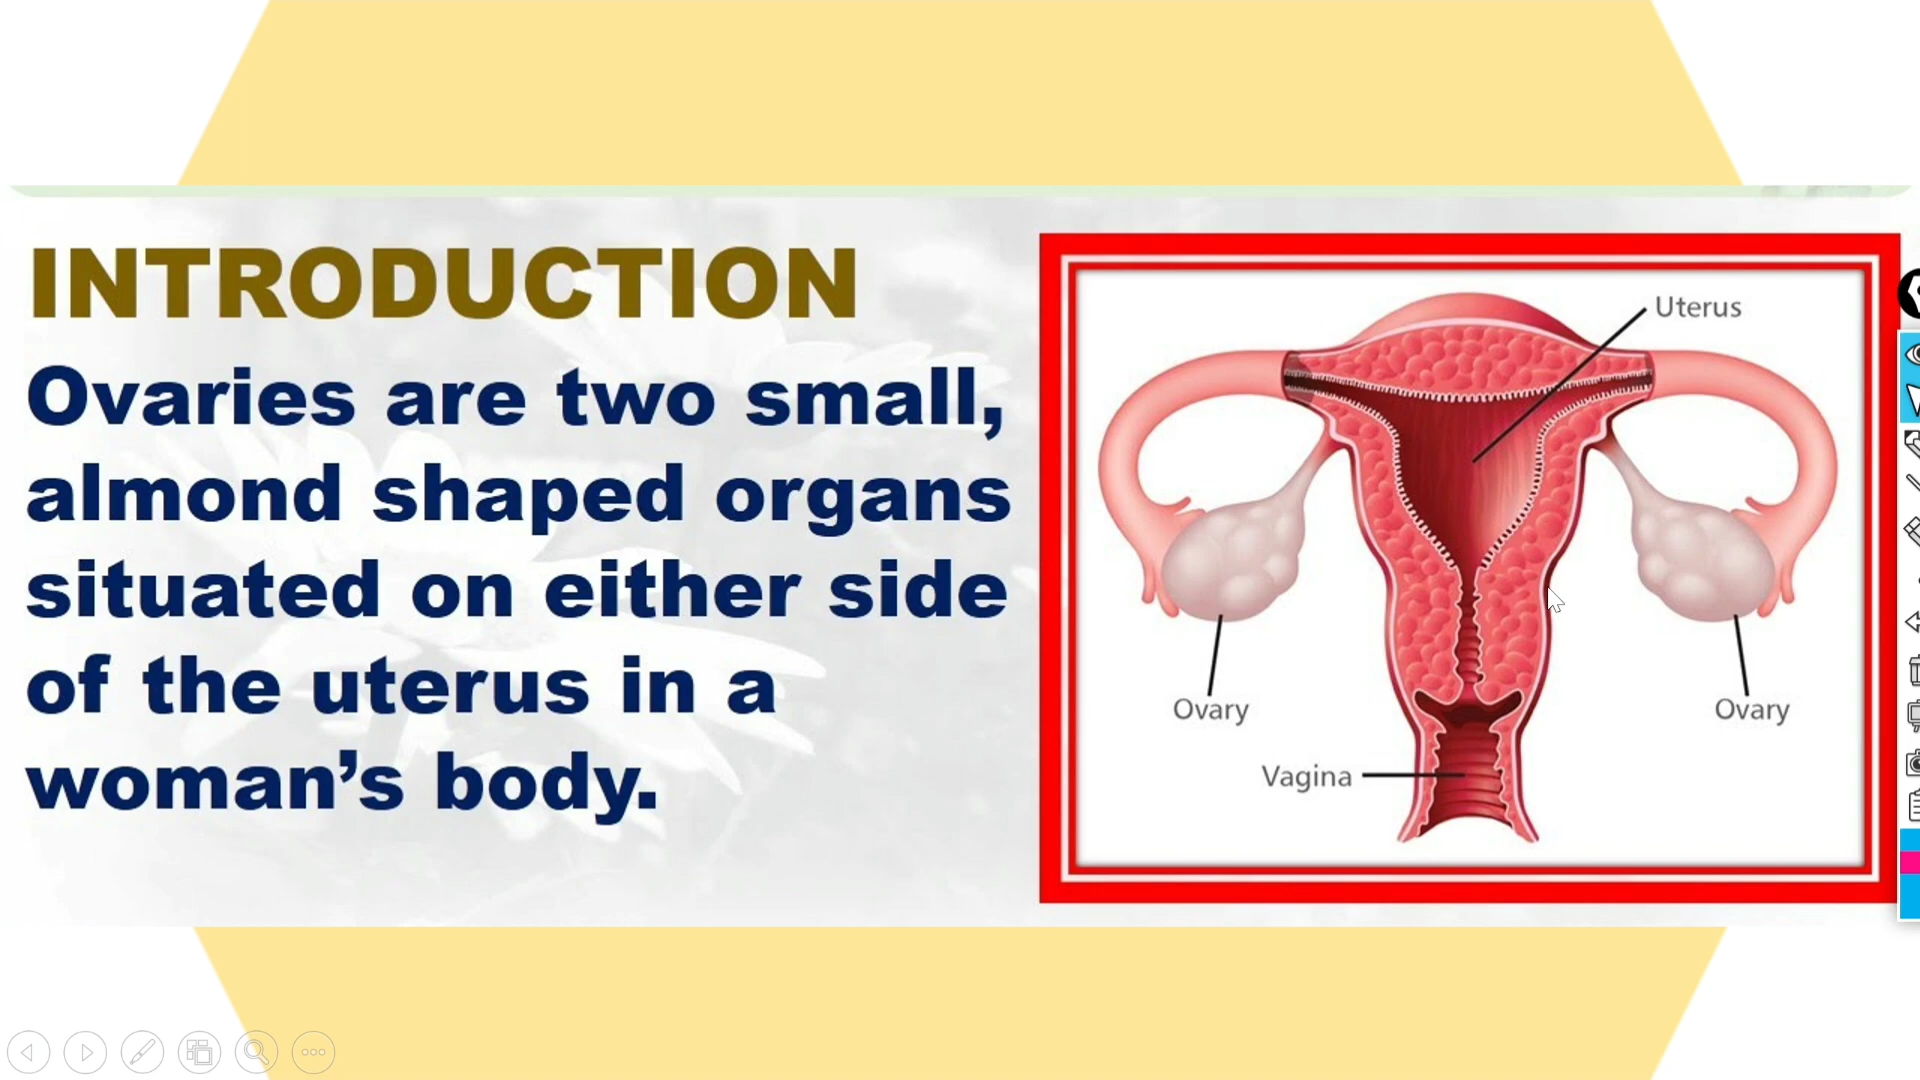 INTRODUCTION
Ovaries are two small,
almond shaped organs
situated on either side
of the uterus in a
woman’s body.
Uterus
Ovary
Ovary
Vagina